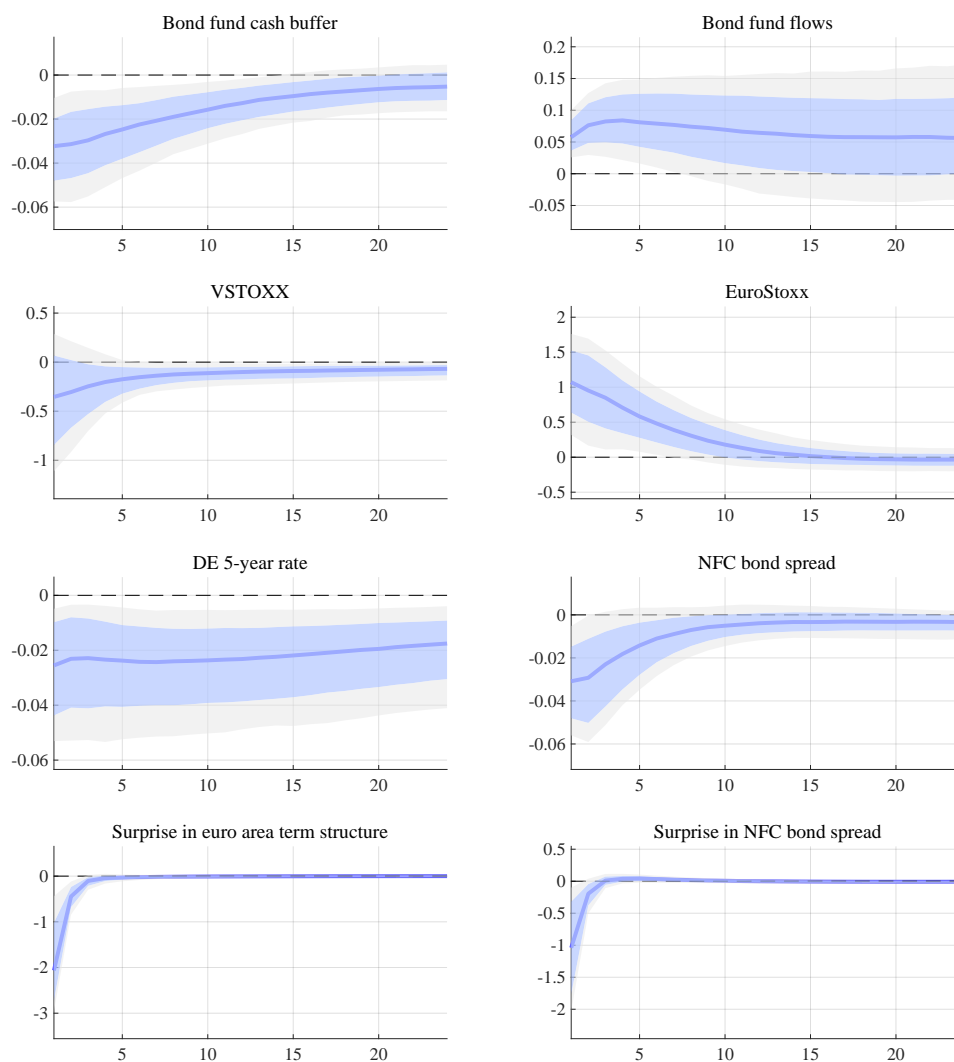 Bond fund cash buffer
0
-0.02
-0.04
-0.06
5 10 15 20
Bond fund flows
0.2
0.15
0.1
0.05
0
-0.05
5 10 15 20
VSTOXX
0.5
0
-0.5
-1
5 10 15 20
EuroStoxx
2
1.5
1
0.5
0
-0.5
5 10 15 20
DE 5-year rate
0
-0.02
-0.04
-0.06
5 10 15 20
NFC bond spread
0
-0.02
-0.04
-0.06
5 10 15 20
Surprise in euro area term structure
0
-1
-2
-3
5 10 15 20
Surprise in NFC bond spread
0.5
0
-0.5
-1
-1.5
-2
5 10 15 20